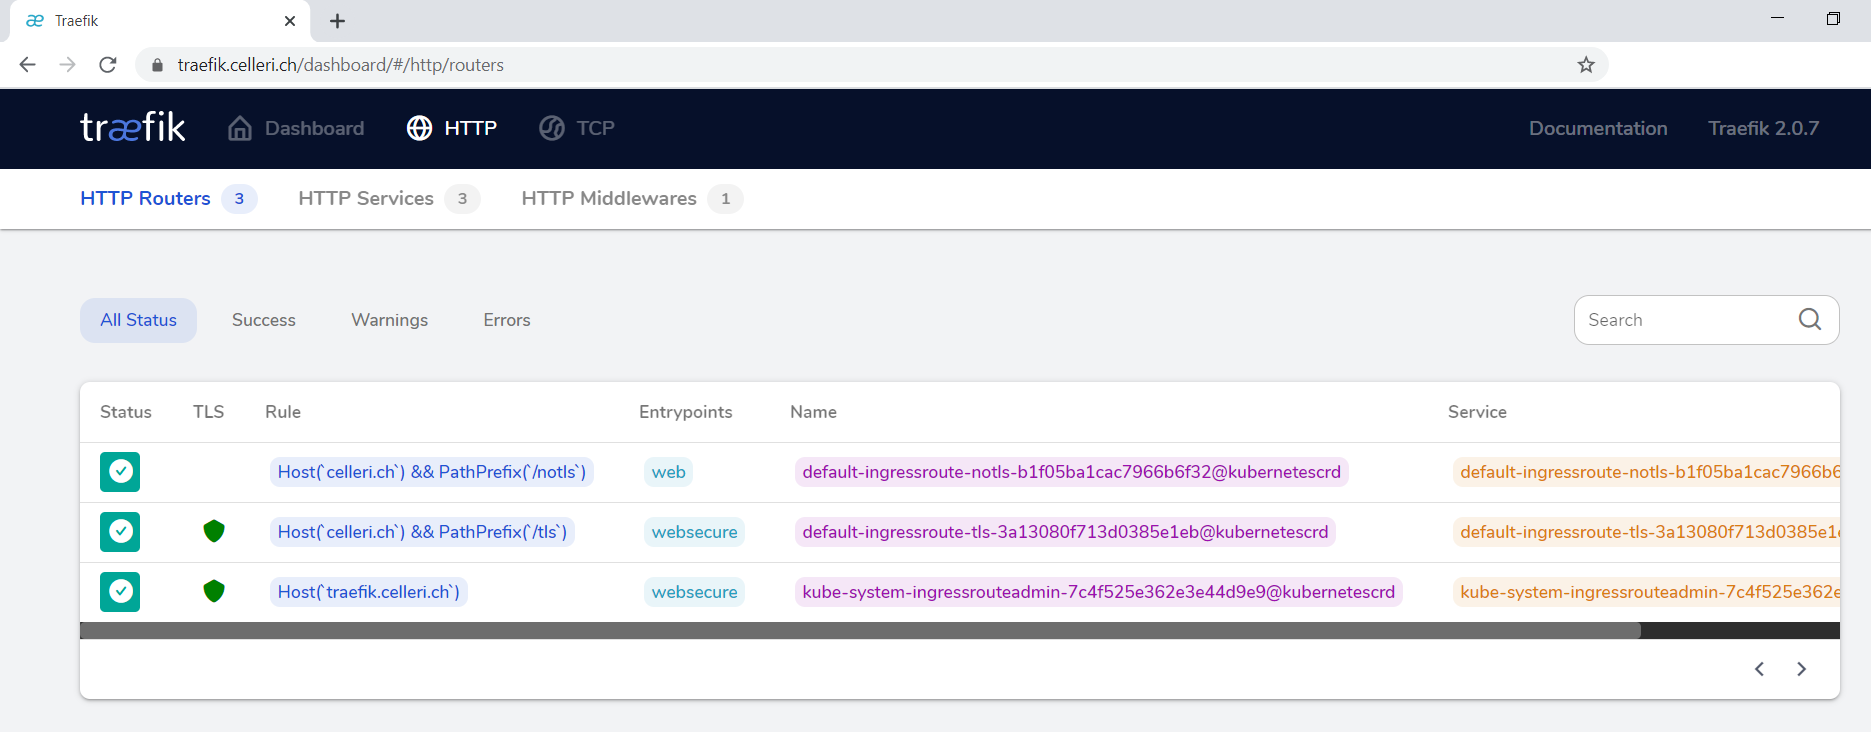 Traefik
traefik.celleri.ch/dashboard/#/http/routers
træfik Dashboard HTTP TCP Documentation Traefik 2.0.7
HTTP Routers 3 HTTP Services 3 HTTP Middlewares 1
All Status Success Warnings Errors Search
Status TLS Rule Entrypoints Name Service
Host(`celleri.ch`) && PathPrefix(`/notls`) web default-ingressroute-notls-b1f05ba1cac7966b6f32@kubernetescrd default-ingressroute-notls-b1f05ba1cac7966b6
Host(`celleri.ch`) && PathPrefix(`/tls`) websecure default-ingressroute-tls-3a13080f713d0385e1eb@kubernetescrd default-ingressroute-tls-3a13080f713d0385e1
Host(`traefik.celleri.ch`) websecure kube-system-ingressrouteadmin-7c4f525e362e3e44d9e9@kubernetescrd kube-system-ingressrouteadmin-7c4f525e362e